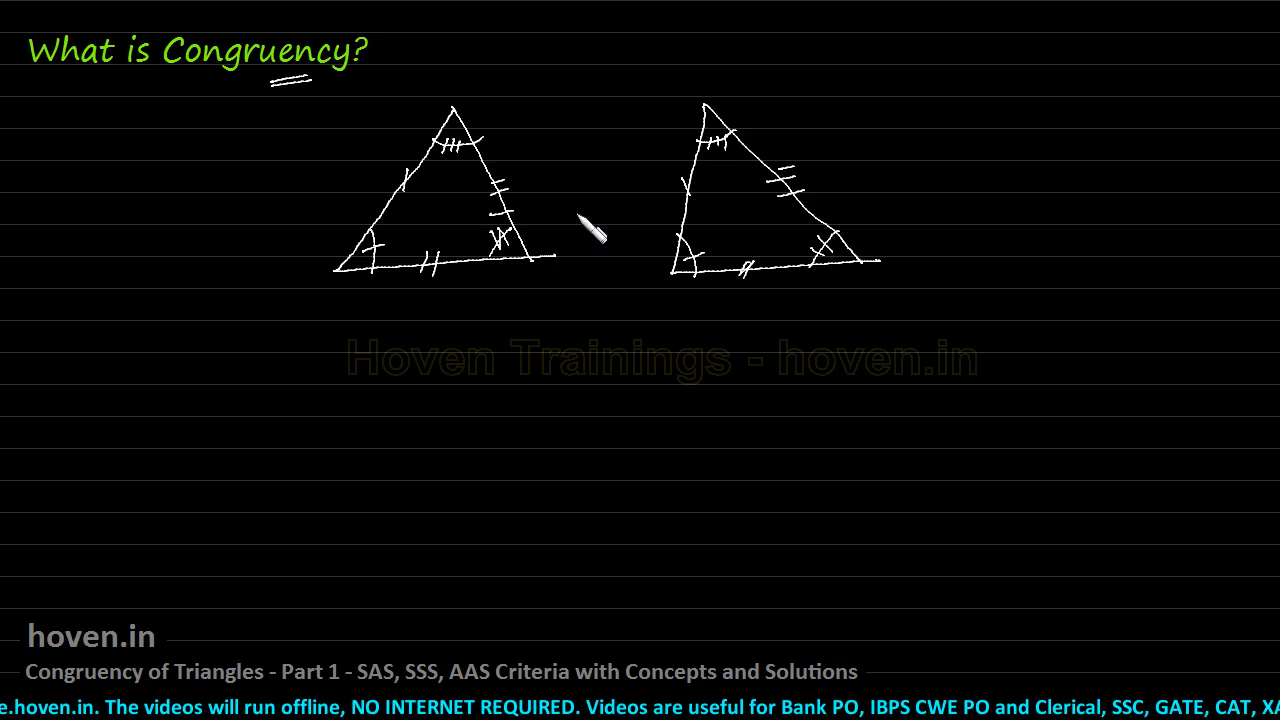 What is Congruency?
Hoven Trainings - hoven.in
hoven.in
Congruency of Triangles - Part 1 - SAS, SSS, AAS Criteria with Concepts and Solutions
e.hoven.in. The videos will run offline, NO INTERNET REQUIRED. Videos are useful for Bank PO, IBPS CWE PO and Clerical, SSC, GATE, CAT, XA